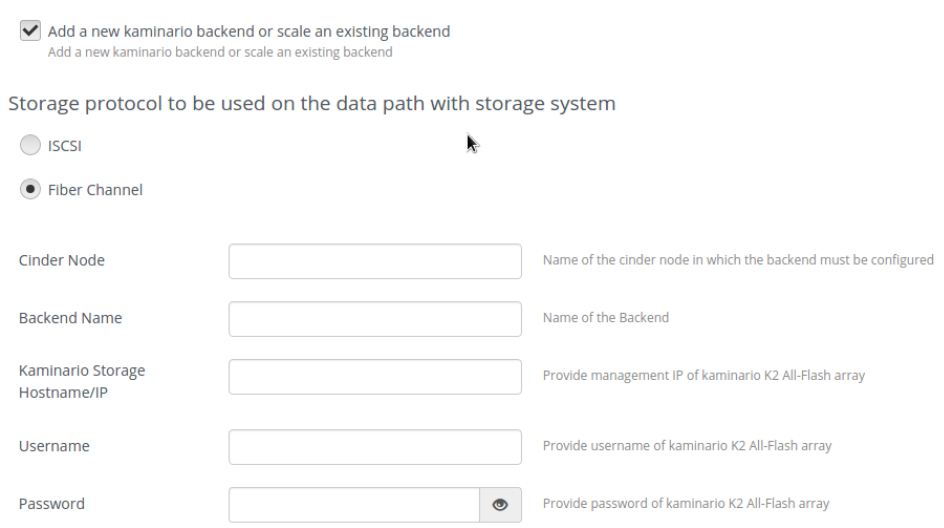 Add a new kaminario backend or scale an existing backend
Add a new kaminario backend or scale an existing backend
Storage protocol to be used on the data path with storage system
ISCSI
Fiber Channel
Cinder Node
Name of the cinder node in which the backend must be configured
Backend Name
Name of the Backend
Kaminario Storage
Hostname/IP
Provide management IP of kaminario K2 All-Flash array
Username
Provide username of kaminario K2 All-Flash array
Password
Provide password of kaminario K2 All-Flash array